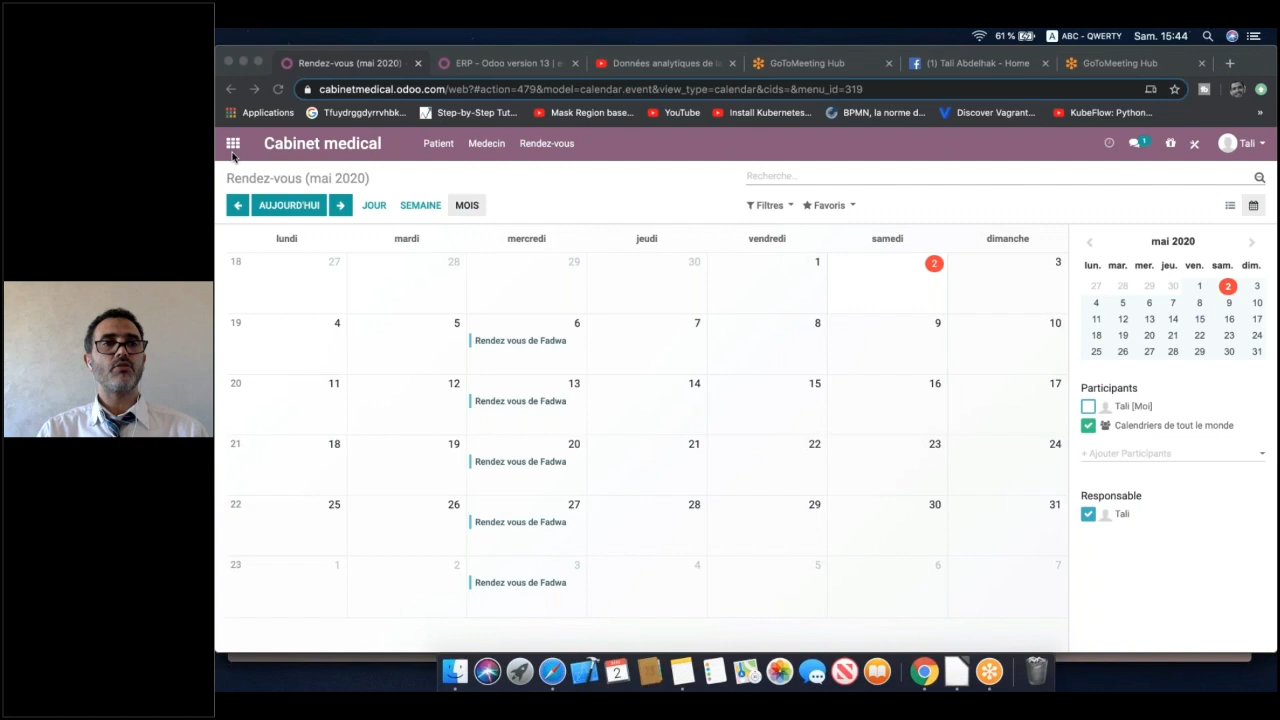 61 % ABC - QWERTY Sam. 15:44
Rendez-vous (mai 2020) - ERP - Odoo version 13 | e Données analytiques de la GoToMeeting Hub (1) Tali Abdelhak - Home GoToMeeting Hub
cabinetmedical.odoo.com/web?#action=479&model=calendar.event&view_type=calendar&cids=&menu_id=319
Applications Tfuydrggdyrrvhbk... Step-by-Step Tut... Mask Region base... YouTube Install Kubernetes... BPMN, la norme d... Discover Vagrant... KubeFlow: Python... »
Cabinet medical Patient Medecin Rendez-vous 1 Tali
Rendez-vous (mai 2020) Recherche...
AUJOURD'HUI JOUR SEMAINE MOIS Filtres Favoris
lundi mardi mercredi jeudi vendredi samedi dimanche
18 27 28 29 30 1 2 3
19 4 5 6 7 8 9 10
Rendez vous de Fadwa
20 11 12 13 14 15 16 17
Rendez vous de Fadwa
21 18 19 20 21 22 23 24
Rendez vous de Fadwa
22 25 26 27 28 29 30 31
Rendez vous de Fadwa
23 1 2 3 4 5 6 7
Rendez vous de Fadwa
mai 2020
lun. mar. mer. jeu. ven. sam. dim.
27 28 29 30 1 2 3
4 5 6 7 8 9 10
11 12 13 14 15 16 17
18 19 20 21 22 23 24
25 26 27 28 29 30 31
Participants
Tali [Moi]
Calendriers de tout le monde
+ Ajouter Participants
Responsable
Tali
2